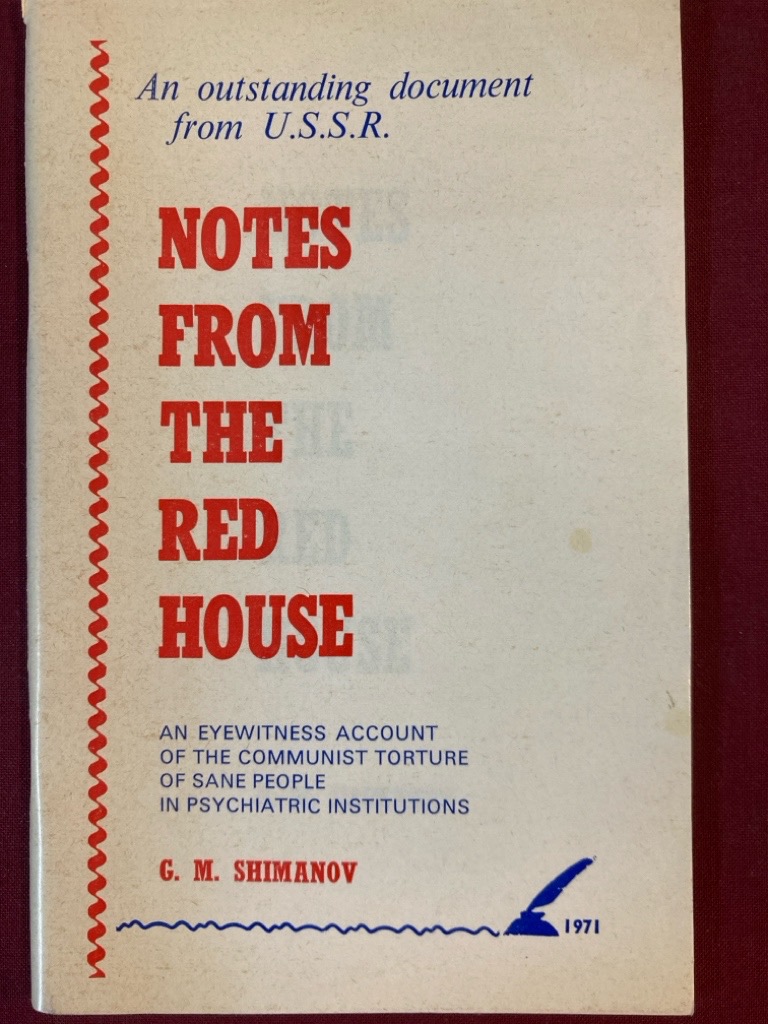 An outstanding document
from U.S.S.R.
NOTES
FROM
THE
RED
HOUSE
AN EYEWITNESS ACCOUNT
OF THE COMMUNIST TORTURE
OF SANE PEOPLE
IN PSYCHIATRIC INSTITUTIONS
G. M. SHIMANOV
1971